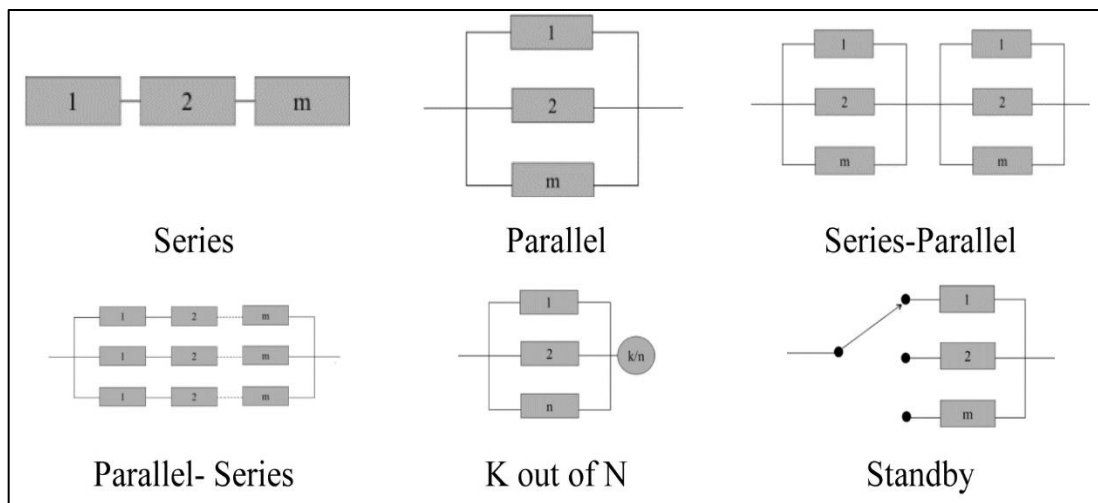 1 2 m
Series
1
2
m
Parallel
1 1
2 2
m m
Series-Parallel
1 2 m
1 2 m
1 2 m
Parallel- Series
1
2 k/n
n
K out of N
1
2
m
Standby